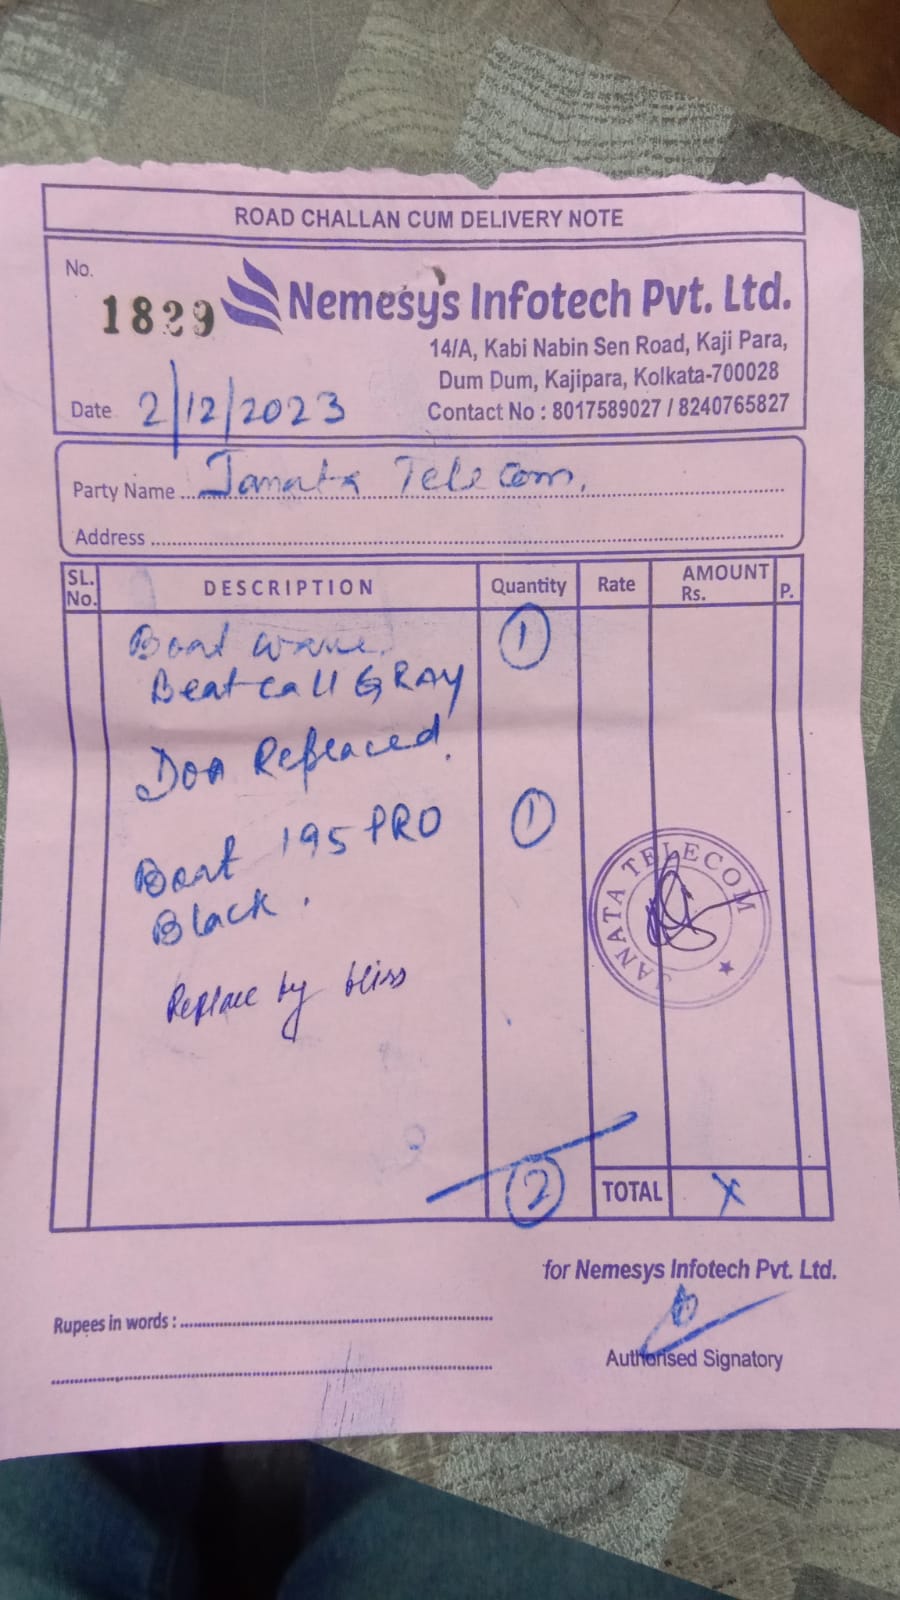 ROAD CHALLAN CUM DELIVERY NOTE
No.
1829
Nemesys Infotech Pvt. Ltd.
14/A, Kabi Nabin Sen Road, Kaji Para,
Dum Dum, Kajipara, Kolkata-700028
Date 2/12/2023
Contact No : 8017589027 / 8240765827
Party Name Janata Telecom.
Address
SL. No. DESCRIPTION Quantity Rate AMOUNT Rs. P.
Boat wave 1
Beat call GRAY
Doa Replaced.
Boat 195 PRO 1
Black.
JANATA TELECOM
Replace by bliss
2 TOTAL X
for Nemesys Infotech Pvt. Ltd.
Rupees in words :
Authorised Signatory